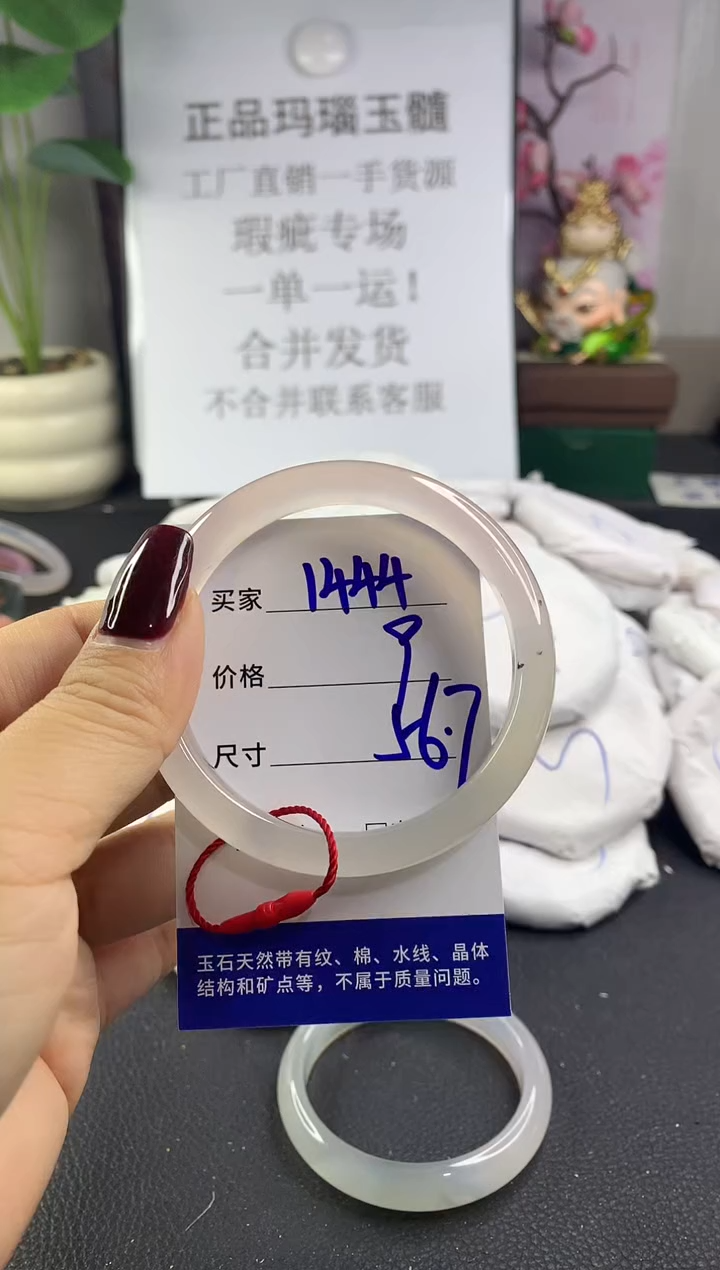 正品玛瑙玉髓
工厂直销一手货源
瑕疵专场
一单一运！
合并发货
不合并联系客服
买家 1444
价格
尺寸 56.7
玉石天然带有纹、棉、水线、晶体
结构和矿点等，不属于质量问题。